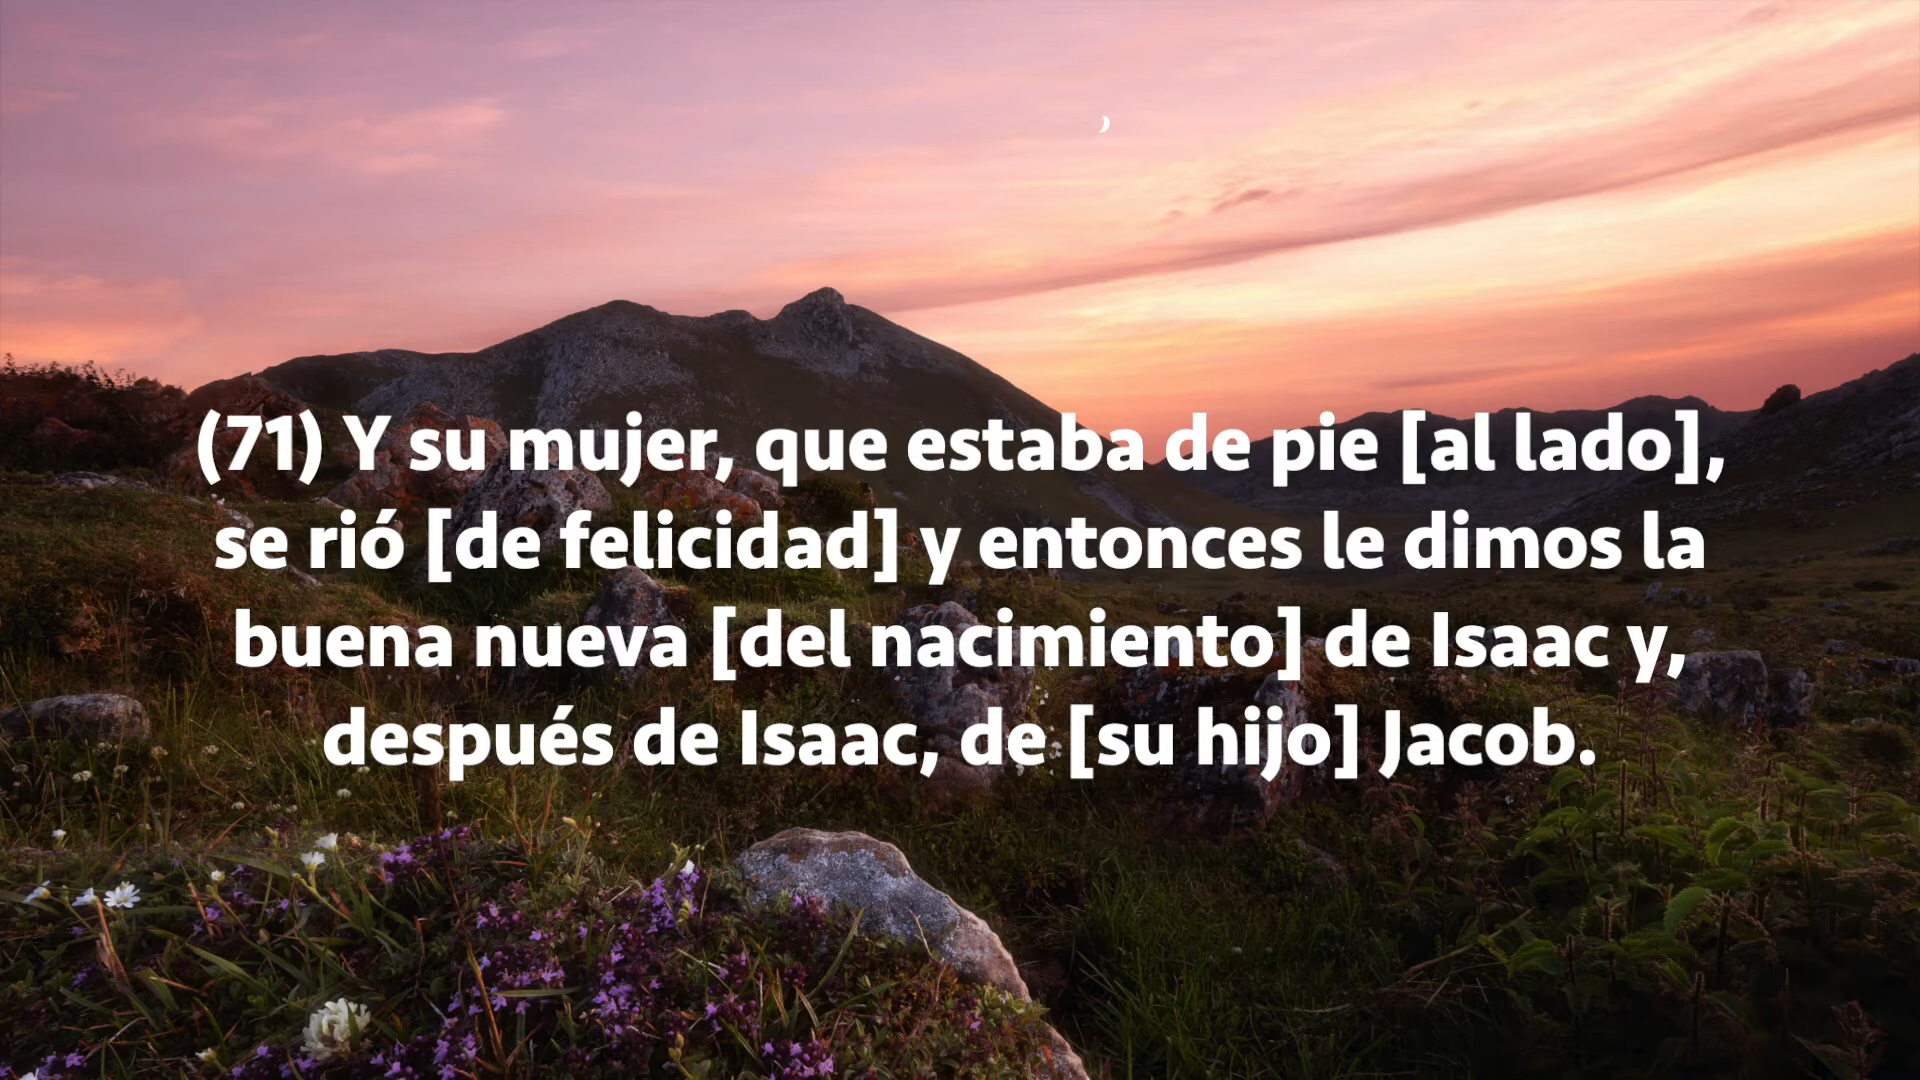 (71) Y su mujer, que estaba de pie [al lado],
se rió [de felicidad] y entonces le dimos la
buena nueva [del nacimiento] de Isaac y,
después de Isaac, de [su hijo] Jacob.